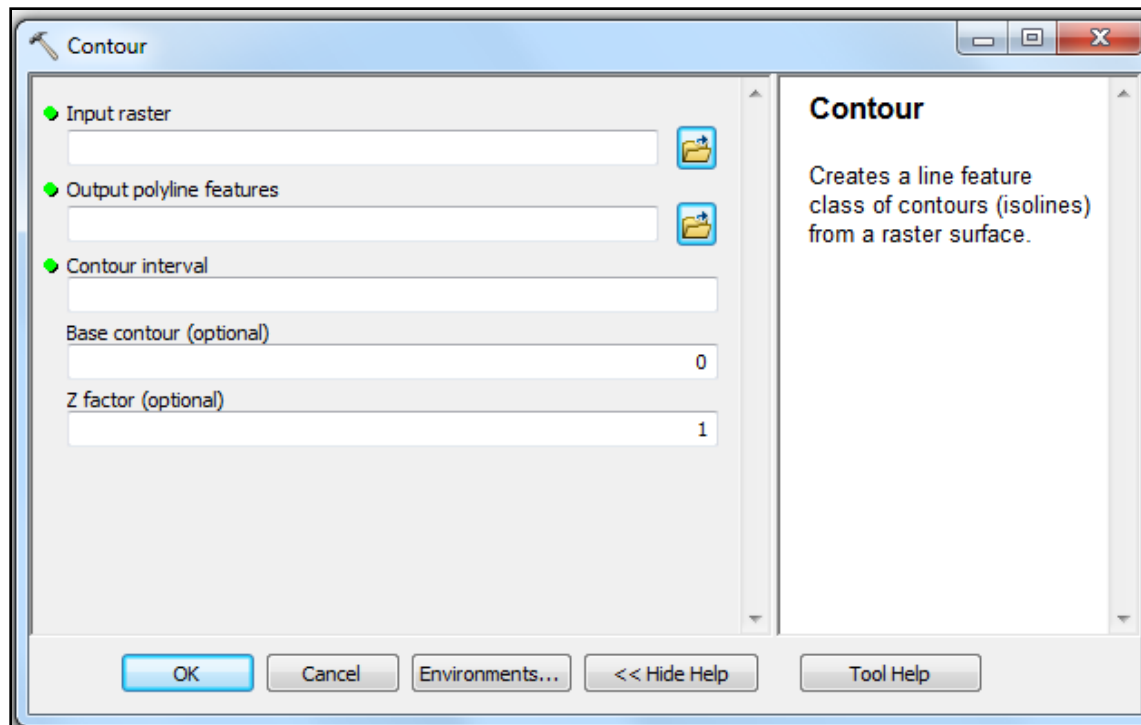 Contour
Input raster
Output polyline features
Contour interval
Base contour (optional)
0
Z factor (optional)
1
Contour
Creates a line feature
class of contours (isolines)
from a raster surface.
OK
Cancel
Environments...
<< Hide Help
Tool Help